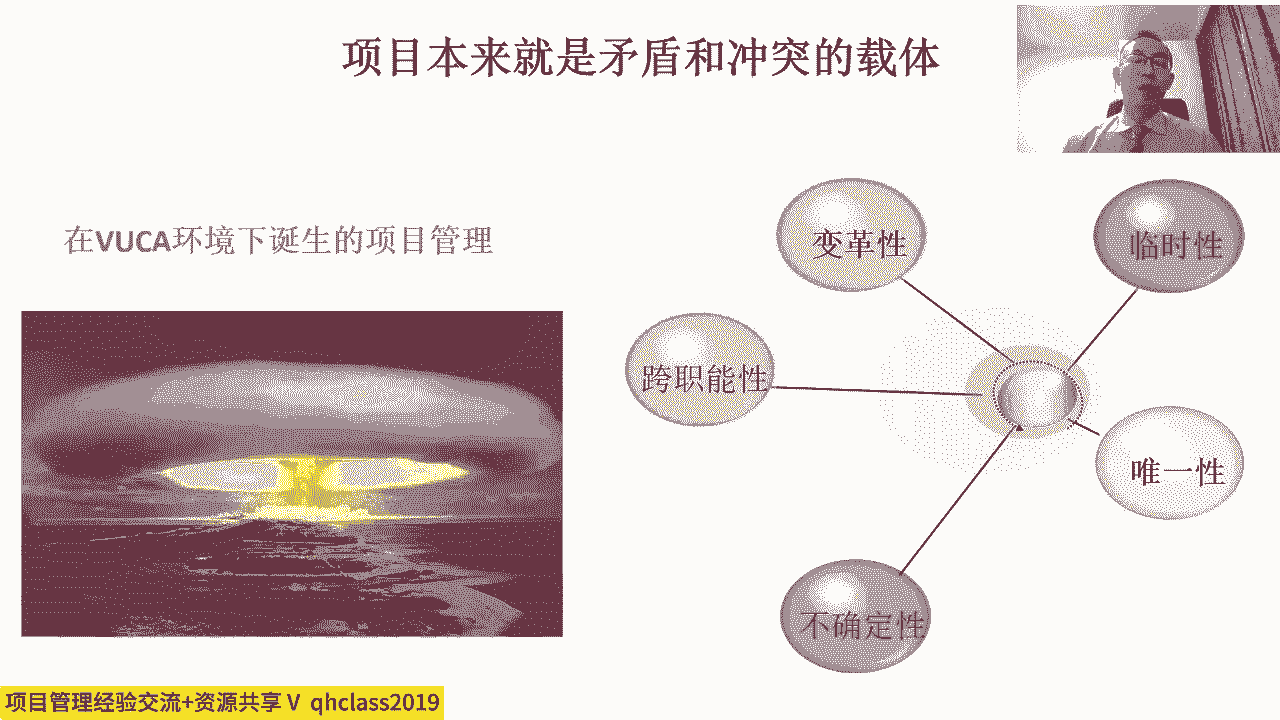 项目本来就是矛盾和冲突的载体
在VUCA环境下诞生的项目管理
变革性
临时性
跨职能性
唯一性
不确定性
项目管理经验交流+资源共享 V qhclass2019